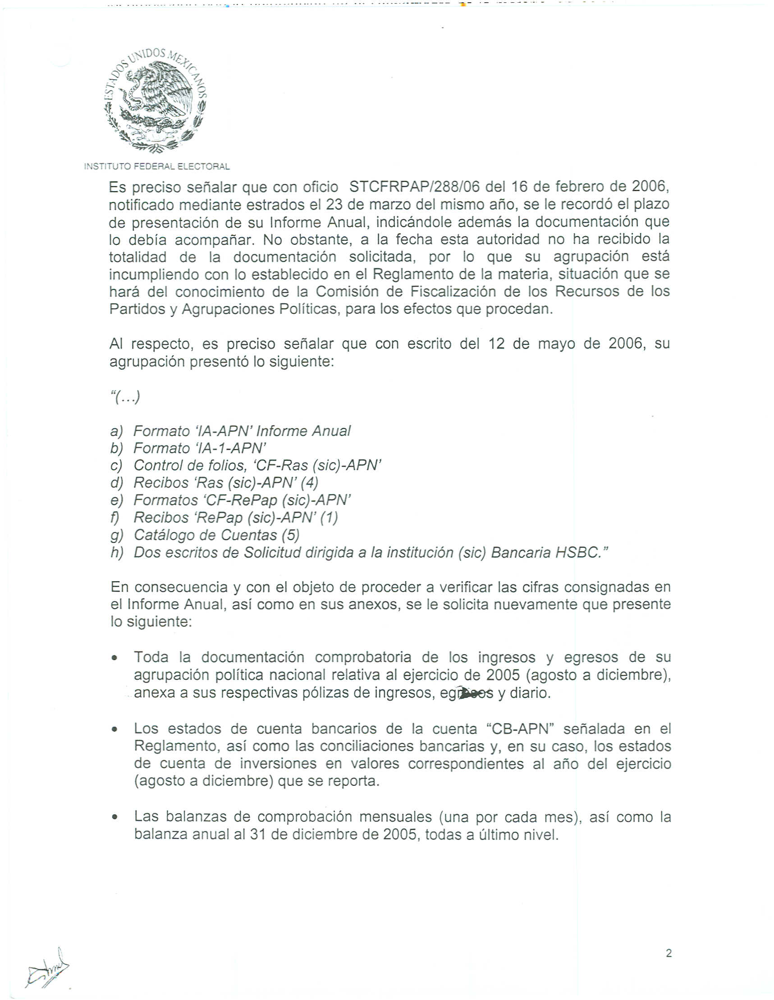 ESTADOS UNIDOS MEXICANOS
INSTITUTO FEDERAL ELECTORAL
Es preciso señalar que con oficio STCFRPAP/288/06 del 16 de febrero de 2006,
notificado mediante estrados el 23 de marzo del mismo año, se le recordó el plazo
de presentación de su Informe Anual, indicándole además la documentación que
lo debía acompañar. No obstante, a la fecha esta autoridad no ha recibido la
totalidad de la documentación solicitada, por lo que su agrupación está
incumpliendo con lo establecido en el Reglamento de la materia, situación que se
hará del conocimiento de la Comisión de Fiscalización de los Recursos de los
Partidos y Agrupaciones Políticas, para los efectos que procedan.
Al respecto, es preciso señalar que con escrito del 12 de mayo de 2006, su
agrupación presentó lo siguiente:
“(...)
a) Formato ‘IA-APN’ Informe Anual
b) Formato ‘IA-1-APN’
c) Control de folios, ‘CF-Ras (sic)-APN’
d) Recibos ‘Ras (sic)-APN’ (4)
e) Formatos ‘CF-RePap (sic)-APN’
f) Recibos ‘RePap (sic)-APN’ (1)
g) Catálogo de Cuentas (5)
h) Dos escritos de Solicitud dirigida a la institución (sic) Bancaria HSBC.”
En consecuencia y con el objeto de proceder a verificar las cifras consignadas en
el Informe Anual, así como en sus anexos, se le solicita nuevamente que presente
lo siguiente:
• Toda la documentación comprobatoria de los ingresos y egresos de su
agrupación política nacional relativa al ejercicio de 2005 (agosto a diciembre),
anexa a sus respectivas pólizas de ingresos, egresos y diario.
• Los estados de cuenta bancarios de la cuenta “CB-APN” señalada en el
Reglamento, así como las conciliaciones bancarias y, en su caso, los estados
de cuenta de inversiones en valores correspondientes al año del ejercicio
(agosto a diciembre) que se reporta.
• Las balanzas de comprobación mensuales (una por cada mes), así como la
balanza anual al 31 de diciembre de 2005, todas a último nivel.
2